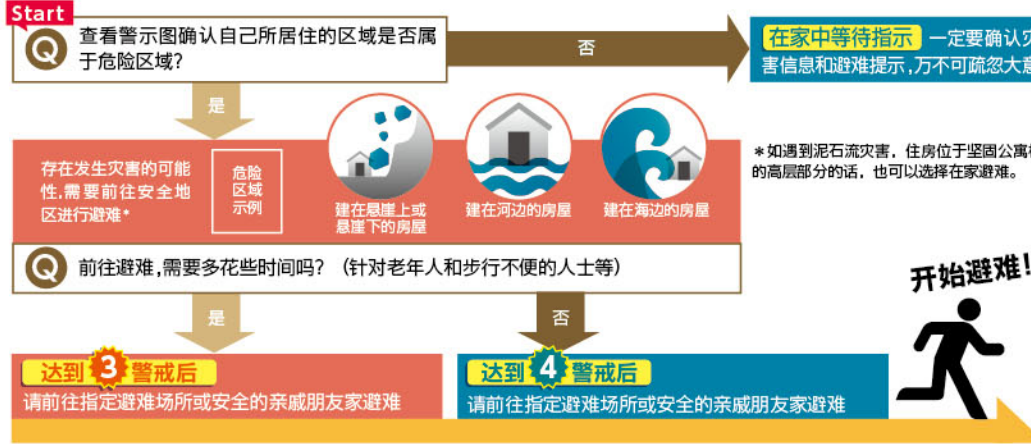 Start
Q
查看警示图确认自己所居住的区域是否属
于危险区域？
否
在家中等待指示 一定要确认灾
害信息和避难提示，万不可疏忽大意
是
存在发生灾害的可能
性，需要前往安全地
区进行避难*
危险
区域
示例
建在悬崖上或
悬崖下的房屋
建在河边的房屋
建在海边的房屋
*如遇到泥石流灾害，住房位于坚固公寓
的高层部分的话，也可以选择在家避难。
Q
前往避难，需要多花些时间吗？（针对老年人和步行不便的人士等）
是
否
开始避难！
达到 3 警戒后
请前往指定避难场所或安全的亲戚朋友家避难
达到 4 警戒后
请前往指定避难场所或安全的亲戚朋友家避难